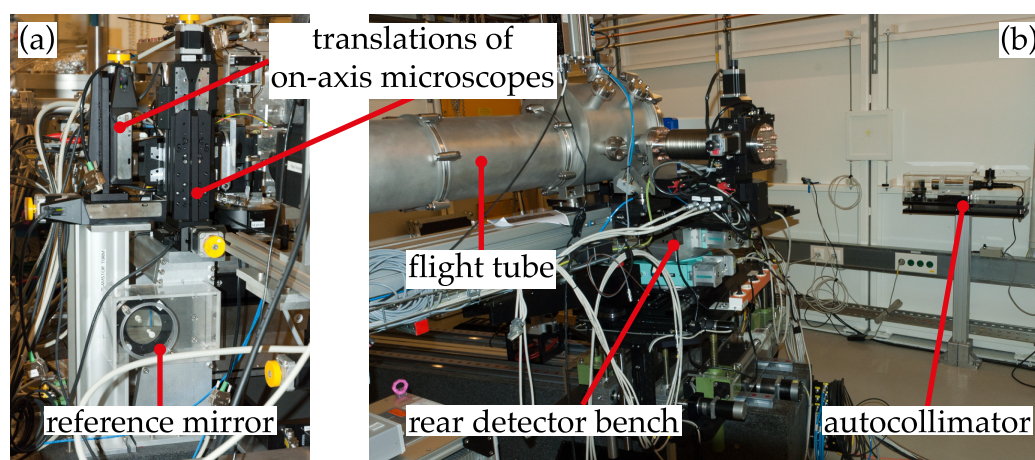 (a)
translations of
on-axis microscopes
(b)
flight tube
reference mirror
rear detector bench
autocollimator